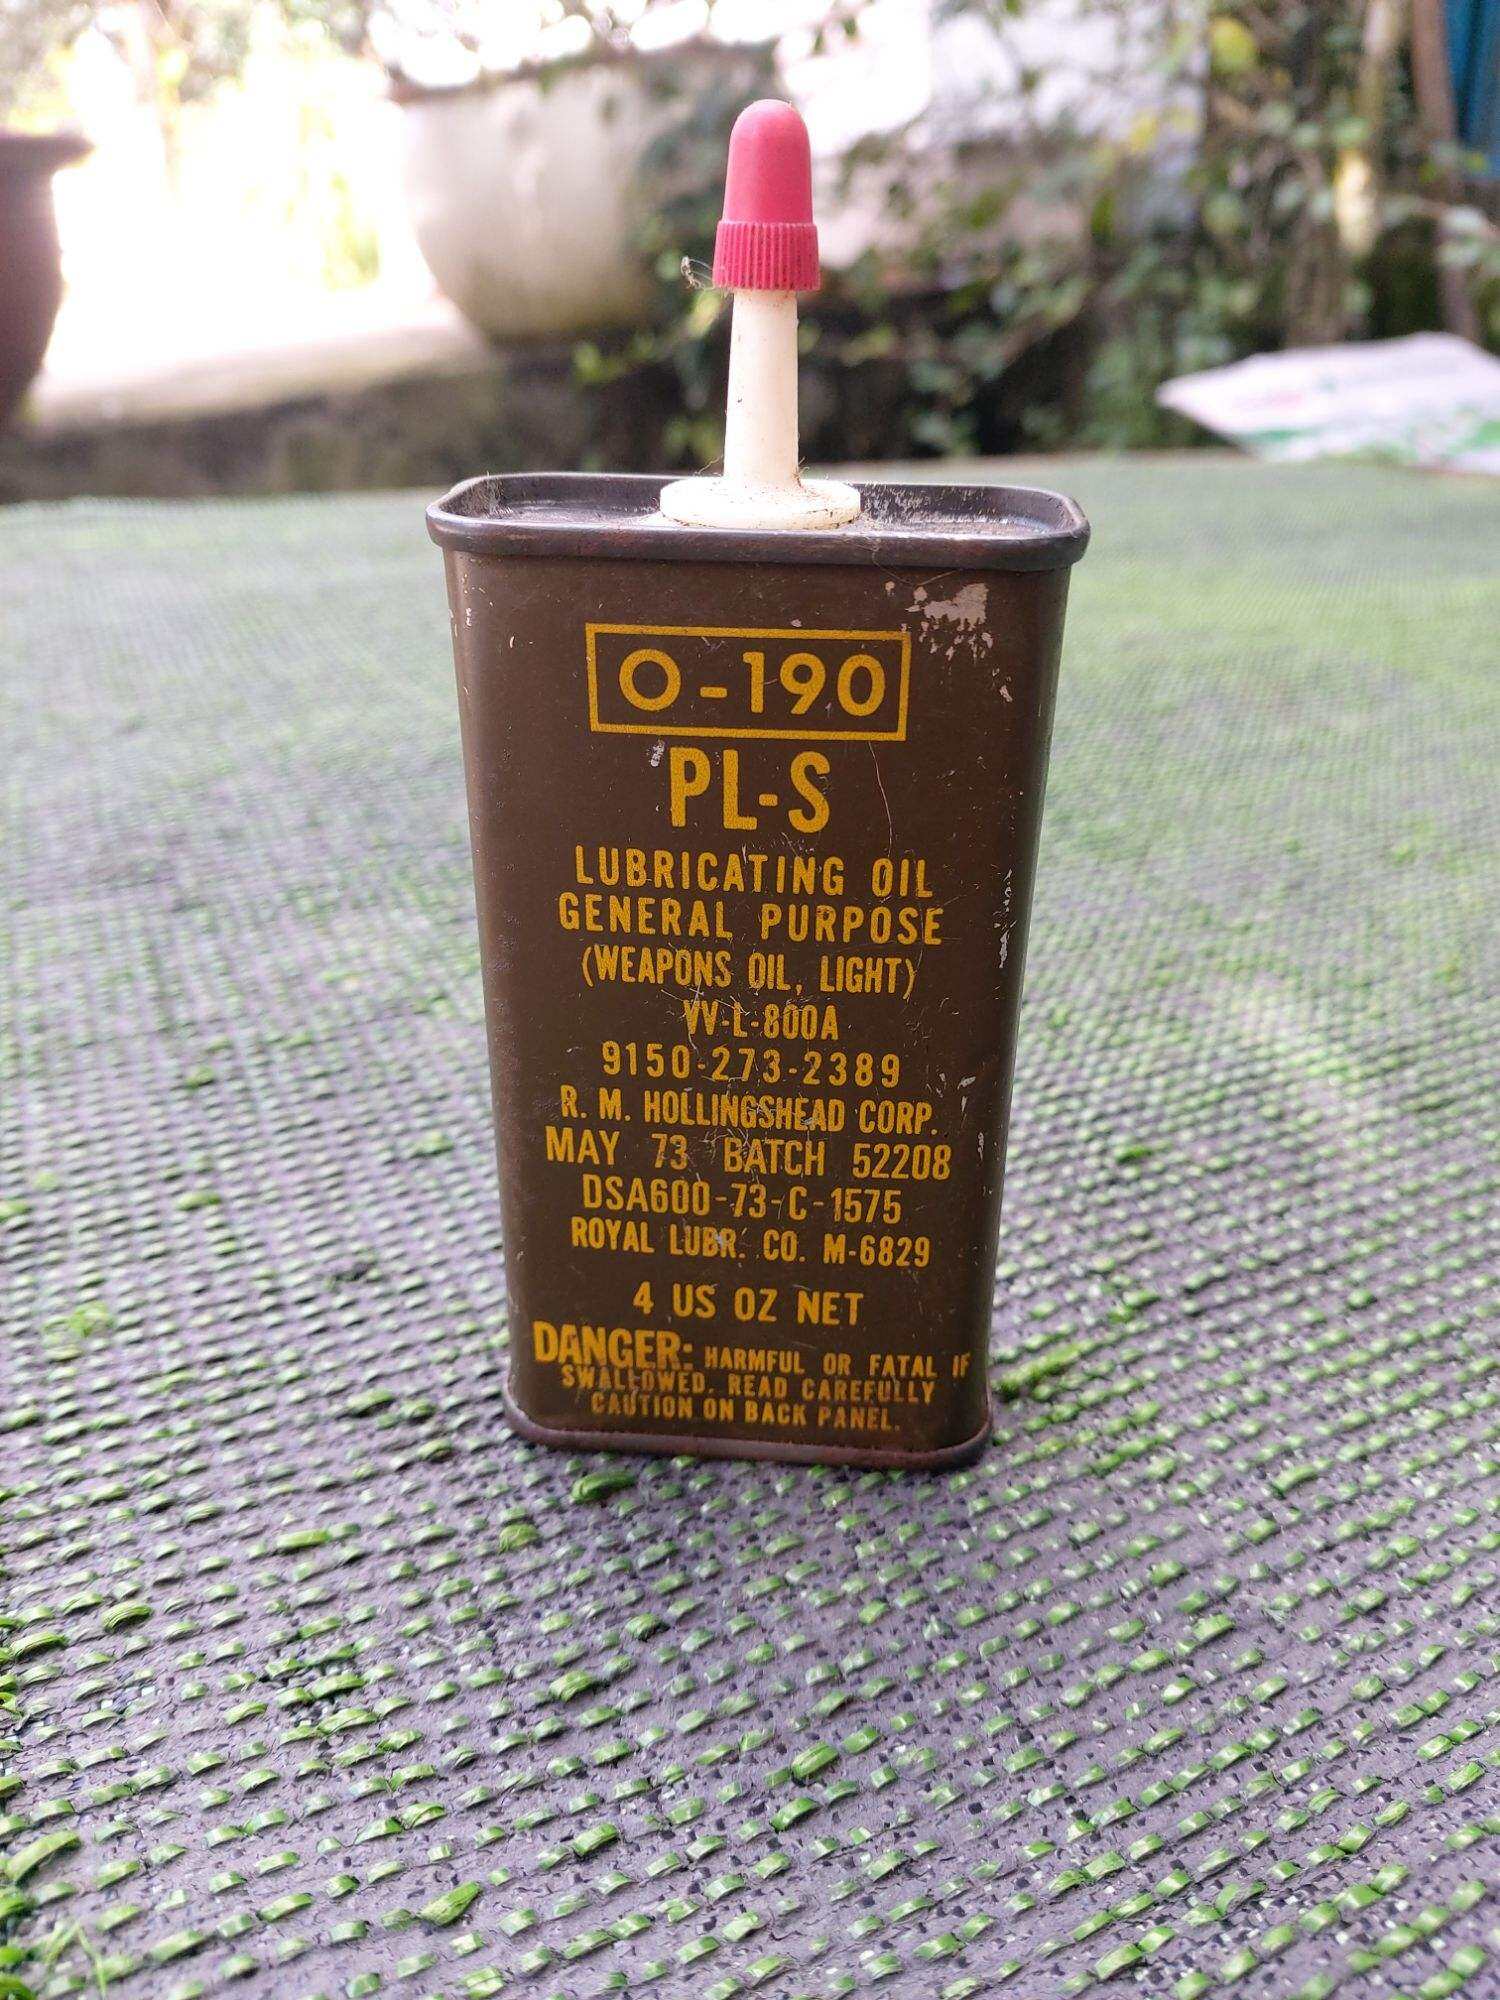 O-190
PL-S
LUBRICATING OIL
GENERAL PURPOSE
(WEAPONS OIL, LIGHT)
VV-L-800A
9150-273-2389
R. M. HOLLINGSHEAD CORP.
MAY 73 BATCH 52208
DSA600-73-C-1575
ROYAL LUBR. CO. M-6829
4 US OZ NET
DANGER: HARMFUL OR FATAL IF
SWALLOWED. READ CAREFULLY
CAUTION ON BACK PANEL.